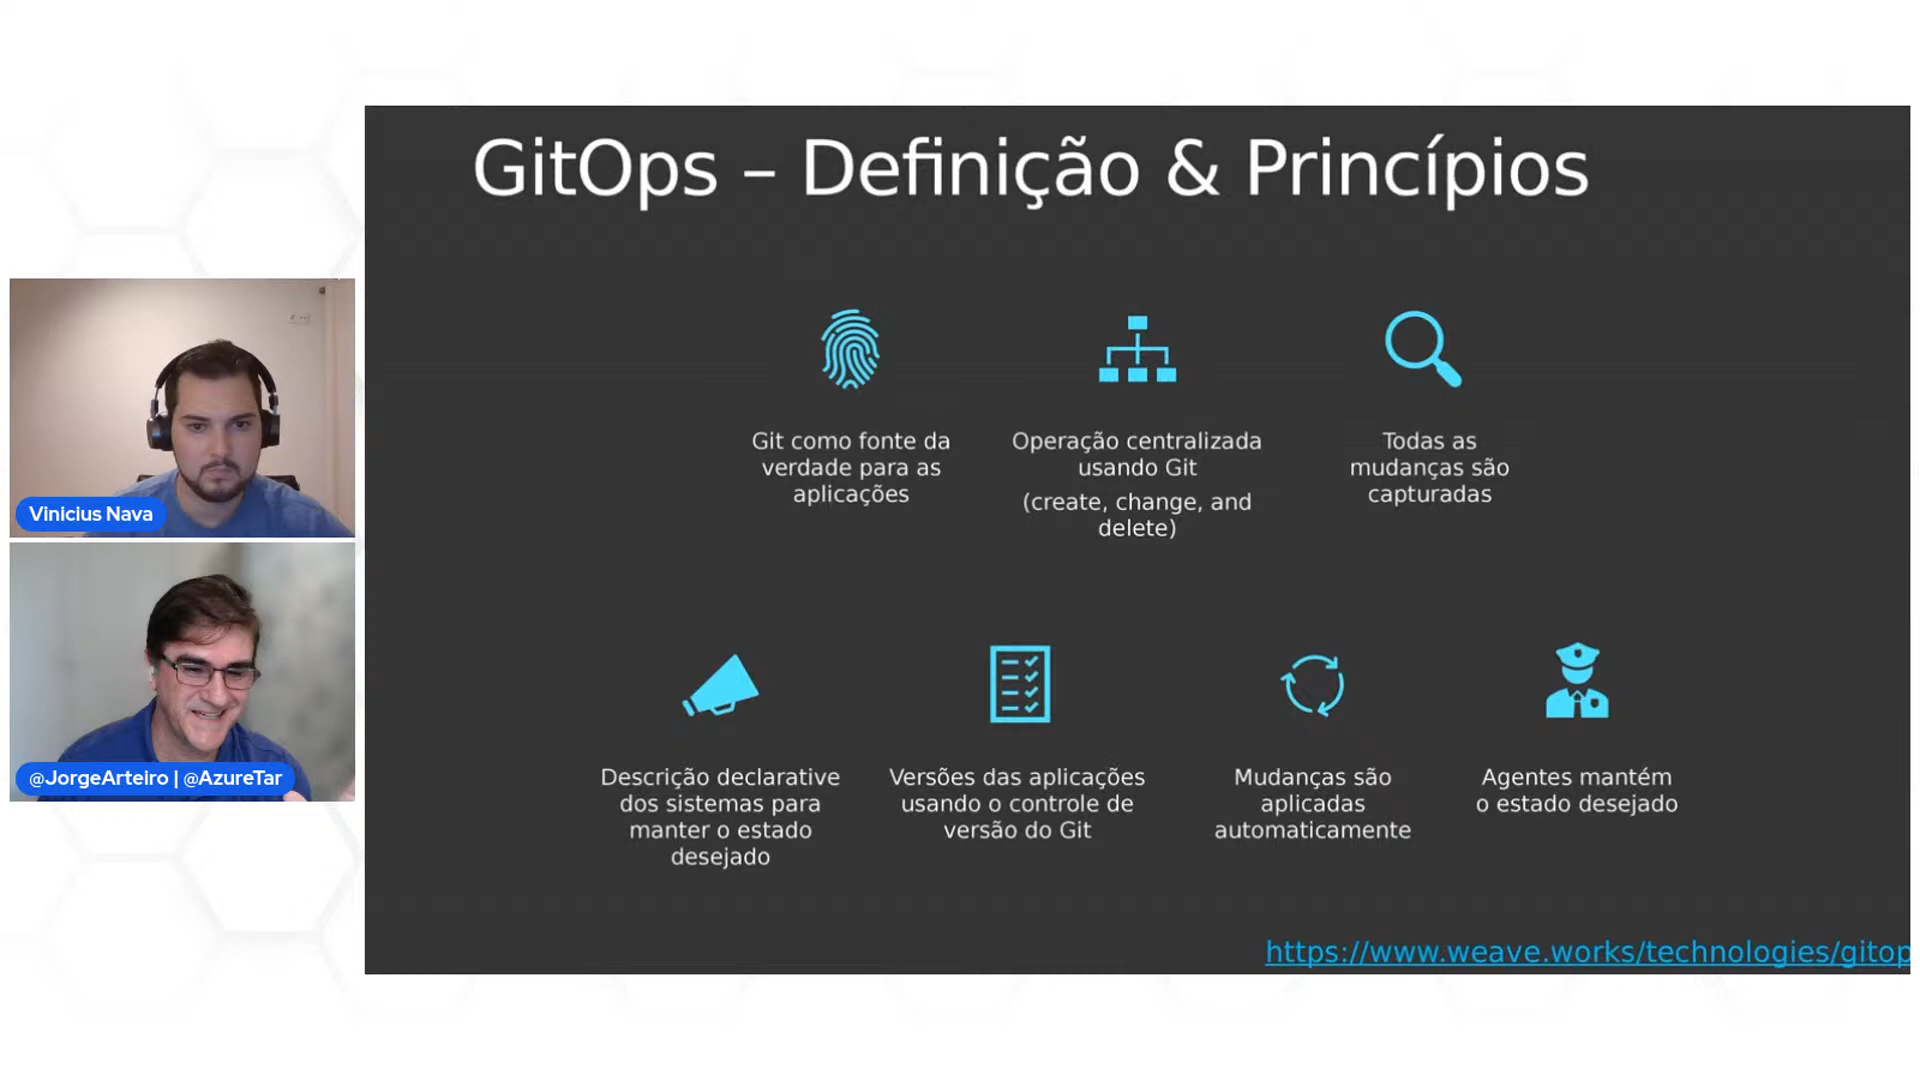 GitOps – Definição & Princípios
Git como fonte da
verdade para as
aplicações
Operação centralizada
usando Git
(create, change, and
delete)
Todas as
mudanças são
capturadas
Descrição declarative
dos sistemas para
manter o estado
desejado
Versões das aplicações
usando o controle de
versão do Git
Mudanças são
aplicadas
automaticamente
Agentes mantém
o estado desejado
https://www.weave.works/technologies/gitop
Vinicius Nava
@JorgeArteiro | @AzureTar